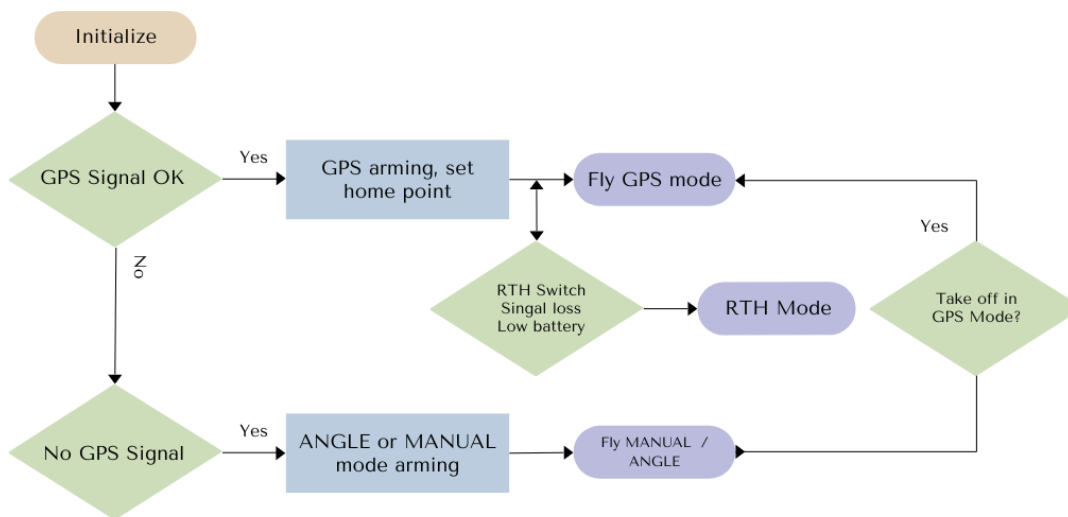 Initialize
GPS Signal OK
Yes
GPS arming, set
home point
Fly GPS mode
Yes
No
RTH Switch
Singal loss
Low battery
RTH Mode
Take off in
GPS Mode?
No GPS Signal
Yes
ANGLE or MANUAL
mode arming
Fly MANUAL /
ANGLE